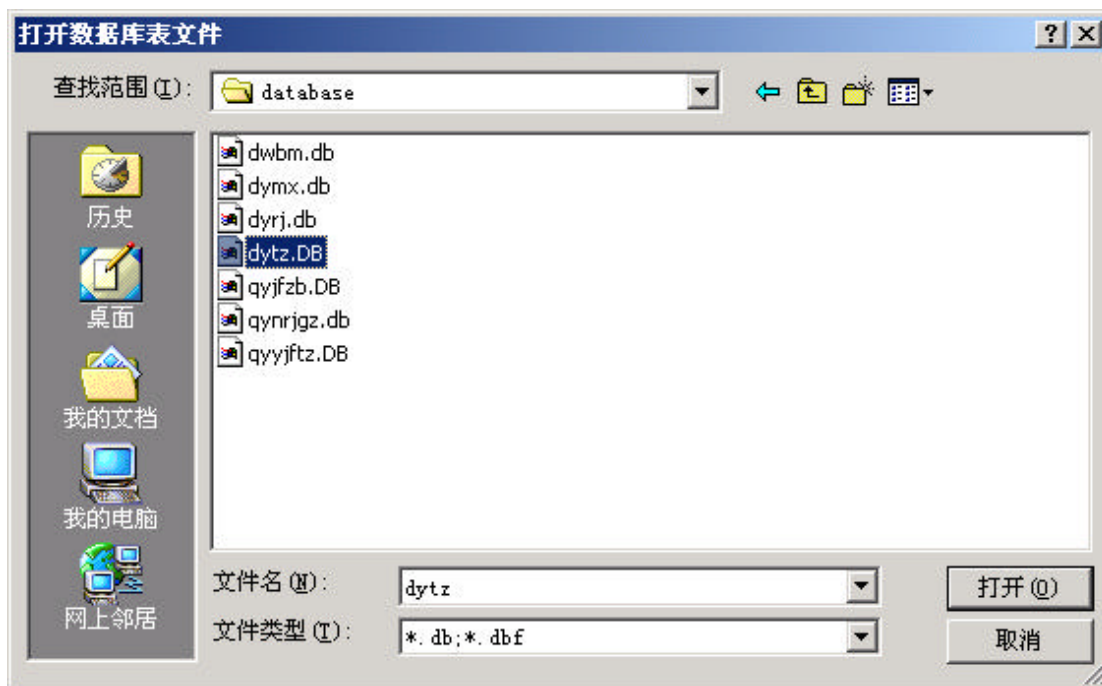 打开数据库表文件
查找范围(I):
database
历史
桌面
我的文档
我的电脑
网上邻居
dwbm.db
dymx.db
dyrj.db
dytz.DB
qyjfzb.DB
qynrjgz.db
qyyjftz.DB
文件名(N):
dytz
打开(O)
文件类型(T):
*.db;*.dbf
取消